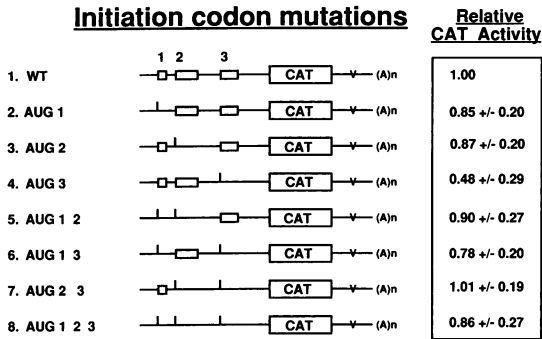 Initiation codon mutations
Relative
CAT Activity
1 2 3
1. WT CAT V (A)n 1.00
2. AUG 1 CAT V (A)n 0.85 +/- 0.20
3. AUG 2 CAT V (A)n 0.87 +/- 0.20
4. AUG 3 CAT V (A)n 0.48 +/- 0.29
5. AUG 1 2 CAT V (A)n 0.90 +/- 0.27
6. AUG 1 3 CAT V (A)n 0.78 +/- 0.20
7. AUG 2 3 CAT V (A)n 1.01 +/- 0.19
8. AUG 1 2 3 CAT V (A)n 0.86 +/- 0.27